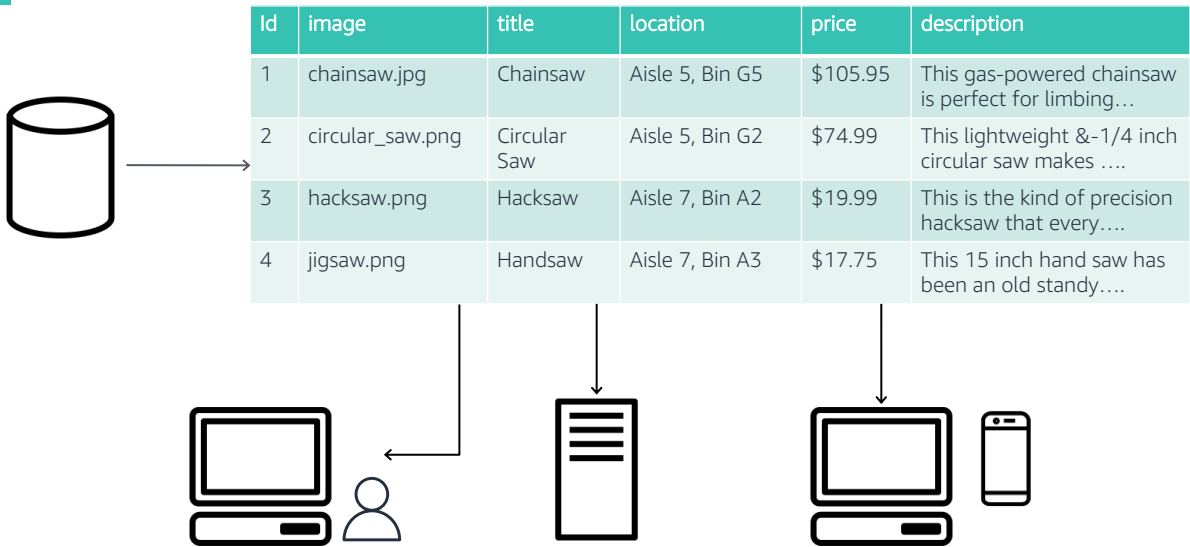 Id image title location price description
1 chainsaw.jpg Chainsaw Aisle 5, Bin G5 $105.95 This gas-powered chainsaw
is perfect for limbing…
2 circular_saw.png Circular Aisle 5, Bin G2 $74.99 This lightweight &-1/4 inch
Saw circular saw makes ….
3 hacksaw.png Hacksaw Aisle 7, Bin A2 $19.99 This is the kind of precision
hacksaw that every….
4 jigsaw.png Handsaw Aisle 7, Bin A3 $17.75 This 15 inch hand saw has
been an old standy….